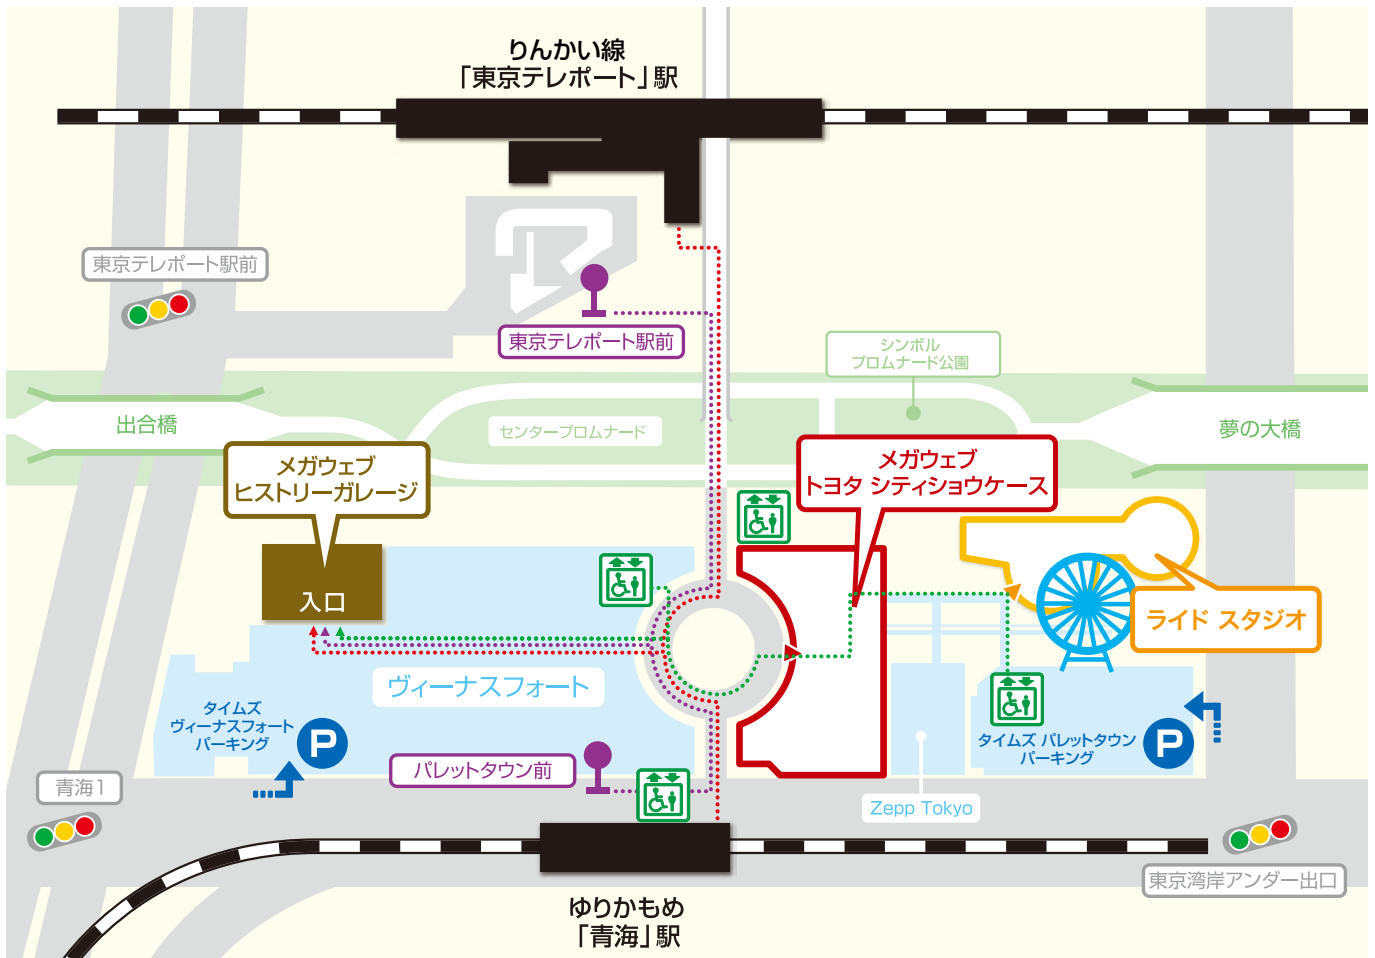 りんかい線
「東京テレポート」駅
東京テレポート駅前
東京テレポート駅前
シンボル
プロムナード公園
出合橋
センタープロムナード
夢の大橋
メガウェブ
ヒストリーガレージ
メガウェブ
トヨタ シティショウケース
入口
ライド スタジオ
ヴィーナスフォート
タイムズ
ヴィーナスフォート
パーキング
P
タイムズ パレットタウン
パーキング
P
パレットタウン前
青海1
Zepp Tokyo
東京湾岸アンダー出口
ゆりかもめ
「青海」駅